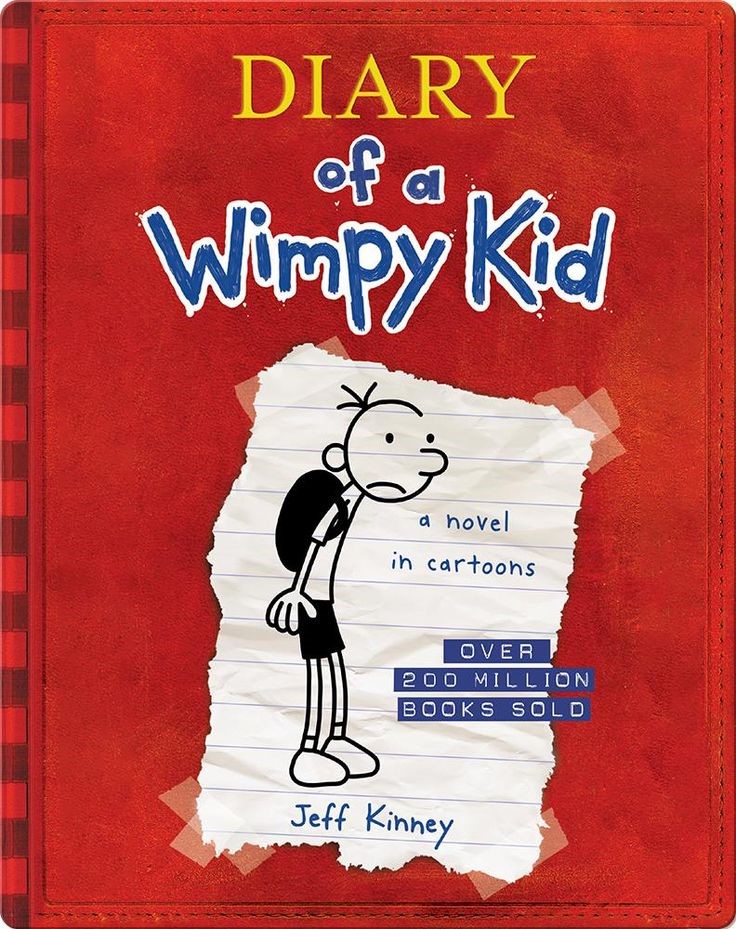 DIARY
of a
Wimpy Kid
a novel
in cartoons
OVER
200 MILLION
BOOKS SOLD
Jeff Kinney